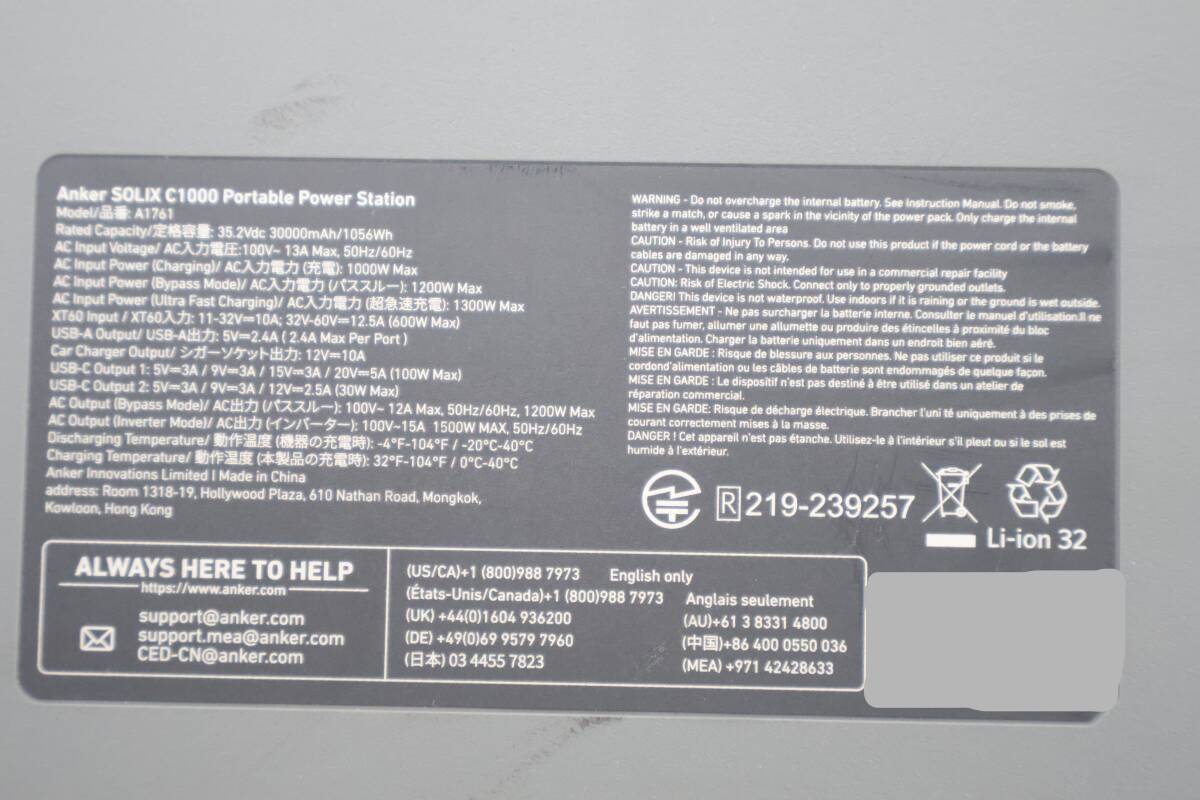 Anker SOLIX C1000 Portable Power Station
Model/品番: A1761
Rated Capacity/定格容量: 35.2Vdc 30000mAh/1056Wh
AC Input Voltage/ AC入力電圧:100V~ 13A Max, 50Hz/60Hz
AC Input Power (Charging)/ AC入力電力 (充電): 1000W Max
AC Input Power (Bypass Mode)/ AC入力電力 (パススルー): 1200W Max
AC Input Power (Ultra Fast Charging)/ AC入力電力 (超急速充電): 1300W Max
XT60 Input / XT60入力: 11-32V⎓10A; 32V-60V⎓12.5A (600W Max)
USB-A Output/ USB-A出力: 5V⎓2.4A ( 2.4A Max Per Port )
Car Charger Output/ シガーソケット出力: 12V⎓10A
USB-C Output 1: 5V⎓3A / 9V⎓3A / 15V⎓3A / 20V⎓5A (100W Max)
USB-C Output 2: 5V⎓3A / 9V⎓3A / 12V⎓2.5A (30W Max)
AC Output (Bypass Mode)/ AC出力 (パススルー): 100V~ 12A Max, 50Hz/60Hz, 1200W Max
AC Output (Inverter Mode)/ AC出力 (インバーター): 100V~15A 1500W MAX, 50Hz/60Hz
Discharging Temperature/ 動作温度 (機器の充電時): -4°F-104°F / -20°C-40°C
Charging Temperature/ 動作温度 (本製品の充電時): 32°F-104°F / 0°C-40°C
Anker Innovations Limited | Made in China
address: Room 1318-19, Hollywood Plaza, 610 Nathan Road, Mongkok,
Kowloon, Hong Kong
WARNING - Do not overcharge the internal battery. See Instruction Manual. Do not smoke,
strike a match, or cause a spark in the vicinity of the power pack. Only charge the internal
battery in a well ventilated area
CAUTION - Risk of Injury To Persons. Do not use this product if the power cord or the battery
cables are damaged in any way.
CAUTION - This device is not intended for use in a commercial repair facility
CAUTION: Risk of Electric Shock. Connect only to properly grounded outlets.
DANGER! This device is not waterproof. Use indoors if it is raining or the ground is wet outside.
AVERTISSEMENT - Ne pas surcharger la batterie interne. Consulter le manuel d'utilisation.Il ne
faut pas fumer, allumer une allumette ou produire des étincelles à proximité du bloc
d'alimentation. Charger la batterie uniquement dans un endroit bien aéré.
MISE EN GARDE : Risque de blessure aux personnes. Ne pas utiliser ce produit si le
cordond'alimentation ou les câbles de batterie sont endommagés de quelque façon.
MISE EN GARDE : Le dispositif n'est pas destiné à être utilisé dans un atelier de
réparation commercial.
MISE EN GARDE: Risque de décharge électrique. Brancher l'uni té uniquement à des prises de
courant correctement mises à la masse.
DANGER ! Cet appareil n'est pas étanche. Utilisez-le à l'intérieur s'il pleut ou si le sol est
humide à l'extérieur.
R 219-239257
Li-ion 32
ALWAYS HERE TO HELP
https://www.anker.com
support@anker.com
support.mea@anker.com
CED-CN@anker.com
(US/CA)+1 (800)988 7973 English only
(États-Unis/Canada)+1 (800)988 7973 Anglais seulement
(UK) +44(0)1604 936200
(DE) +49(0)69 9579 7960
(日本) 03 4455 7823
(AU)+61 3 8331 4800
(中国)+86 400 0550 036
(MEA) +971 42428633